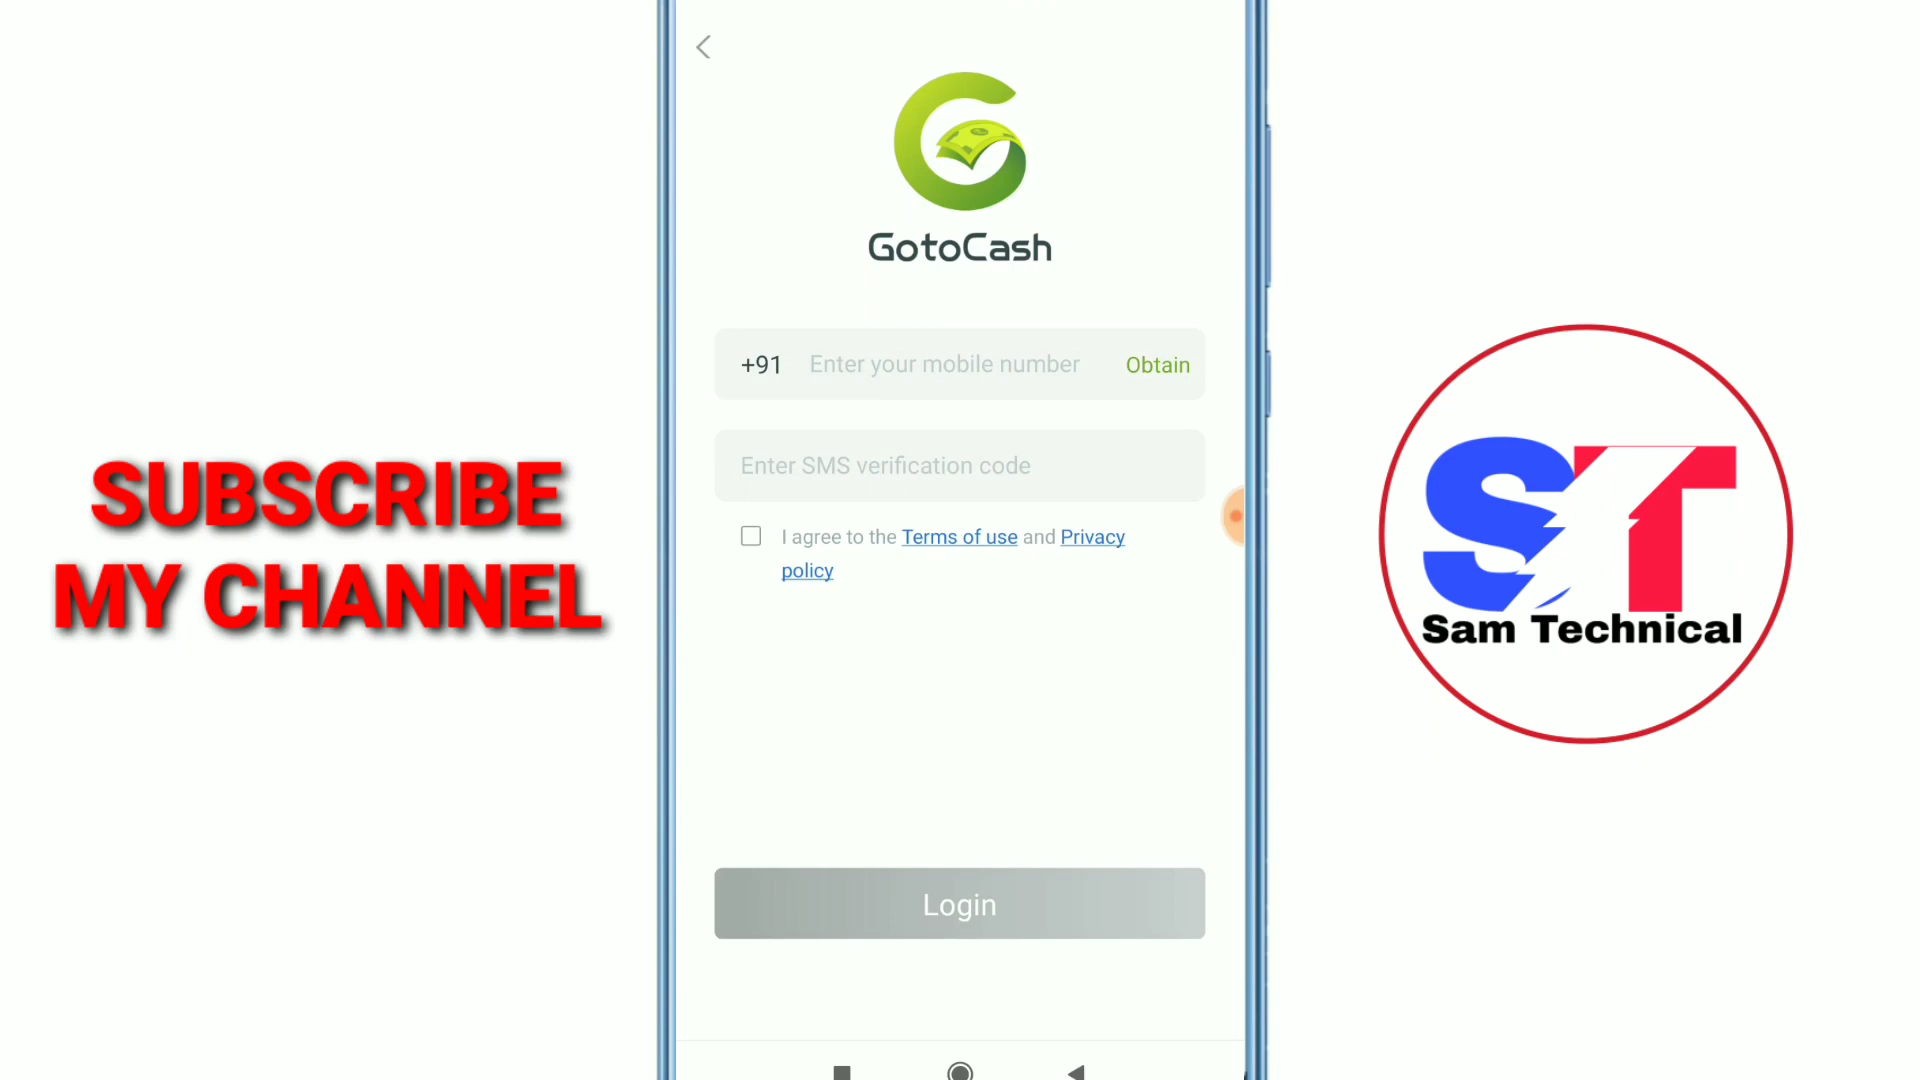 GotoCash
+91 Enter your mobile number Obtain
Enter SMS verification code
I agree to the Terms of use and Privacy
policy
Login
SUBSCRIBE
MY CHANNEL
ST
Sam Technical